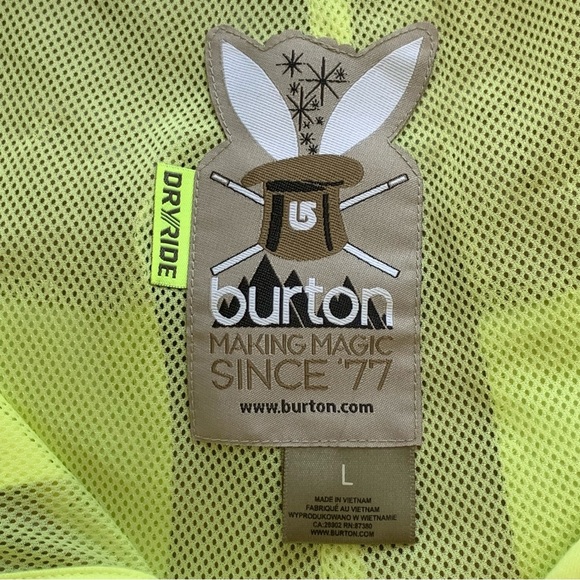 DRYRIDE
burton
MAKING MAGIC
SINCE '77
www.burton.com
L
MADE IN VIETNAM
FABRIQUÉ AU VIETNAM
WYPRODUKOWANO W WIETNAMIE
CA:28802 RN:87380
WWW.BURTON.COM